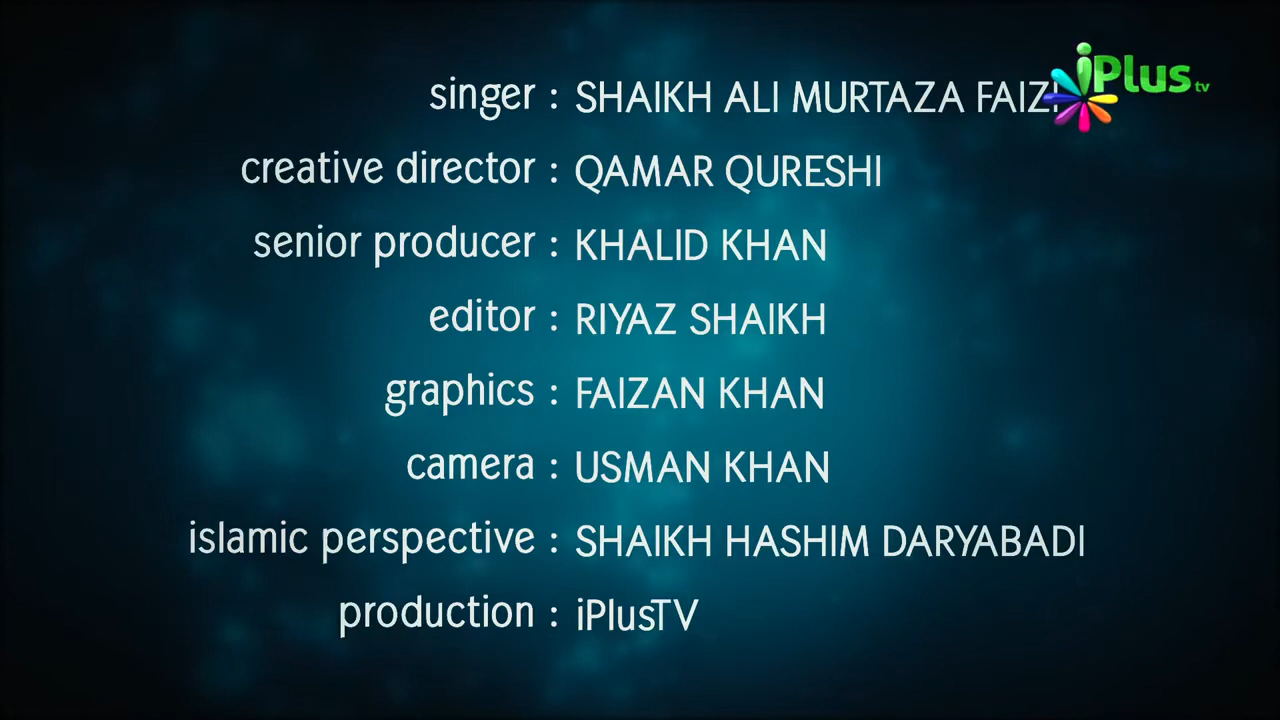 singer : SHAIKH ALI MURTAZA FAIZI
iPlus tv
creative director : QAMAR QURESHI
senior producer : KHALID KHAN
editor : RIYAZ SHAIKH
graphics : FAIZAN KHAN
camera : USMAN KHAN
islamic perspective : SHAIKH HASHIM DARYABADI
production : iPlusTV